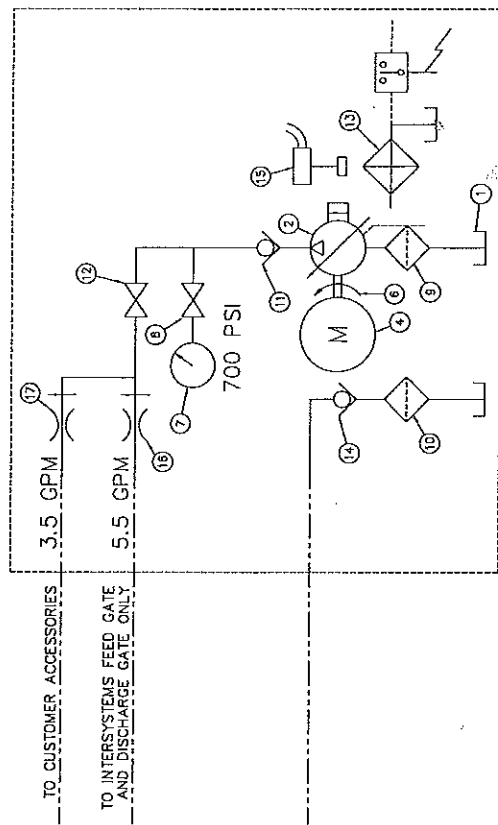 TO CUSTOMER ACCESSORIES
3.5 GPM
17
12
TO INTERSYSTEMS FEED GATE
AND DISCHARGE GATE ONLY
5.5 GPM
16
8
7
700 PSI
11
2
15
13
M
6
4
9
1
14
10